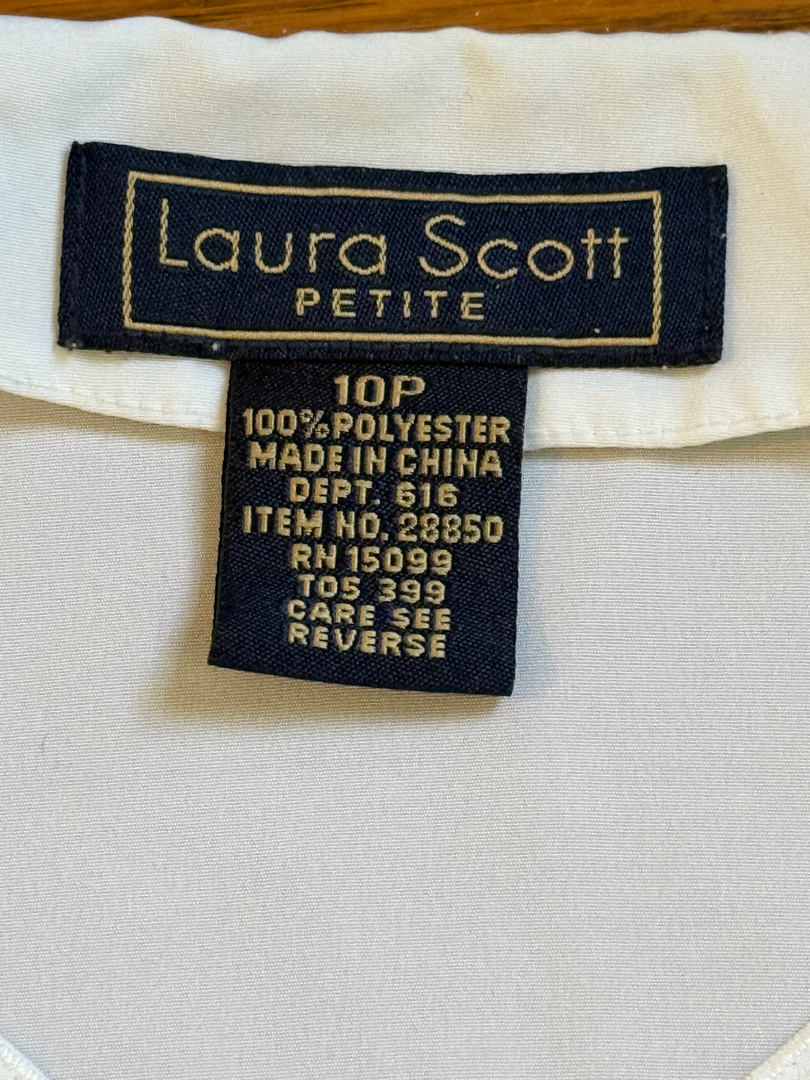 Laura Scott
PETITE
10P
100% POLYESTER
MADE IN CHINA
DEPT. 616
ITEM NO. 28850
RN 15099
TO5 399
CARE SEE
REVERSE